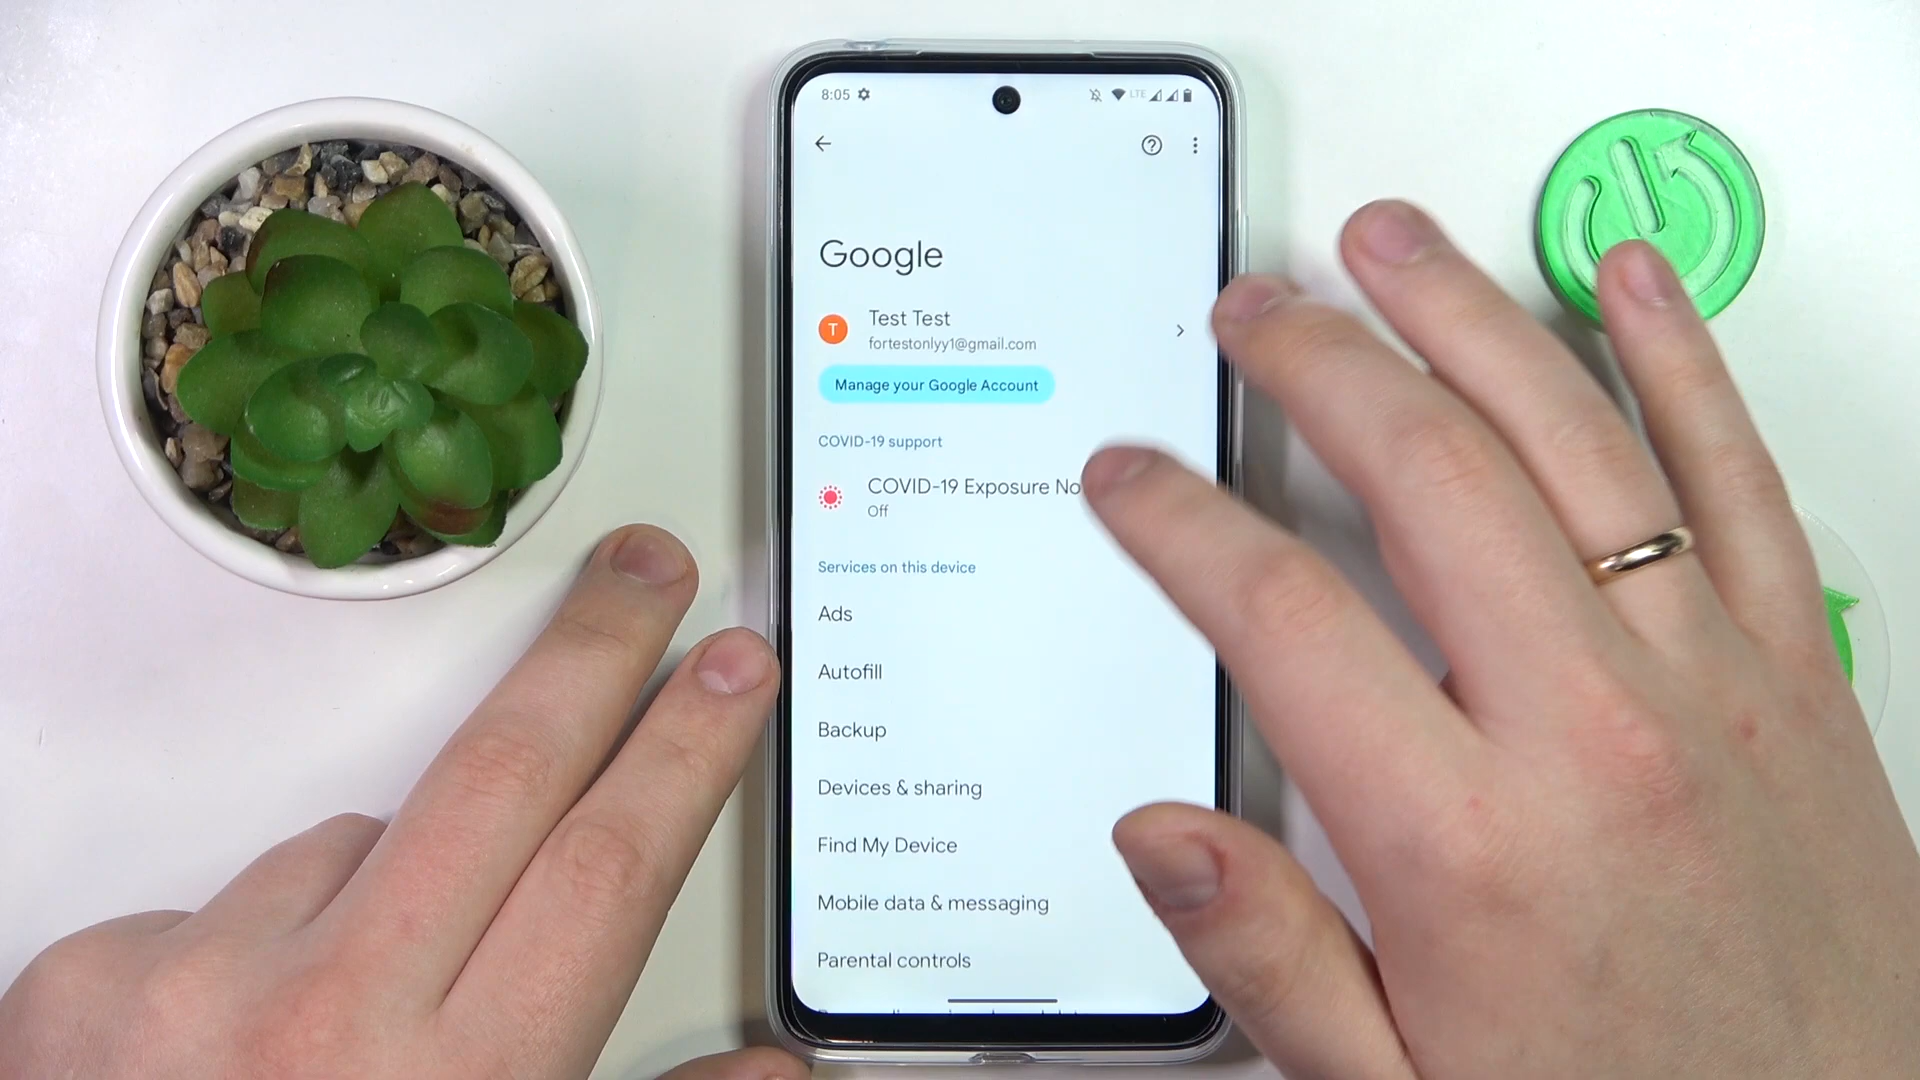 8:05 LTE
Google
T Test Test
fortestonlyy1@gmail.com
Manage your Google Account
COVID-19 support
COVID-19 Exposure No
Off
Services on this device
Ads
Autofill
Backup
Devices & sharing
Find My Device
Mobile data & messaging
Parental controls